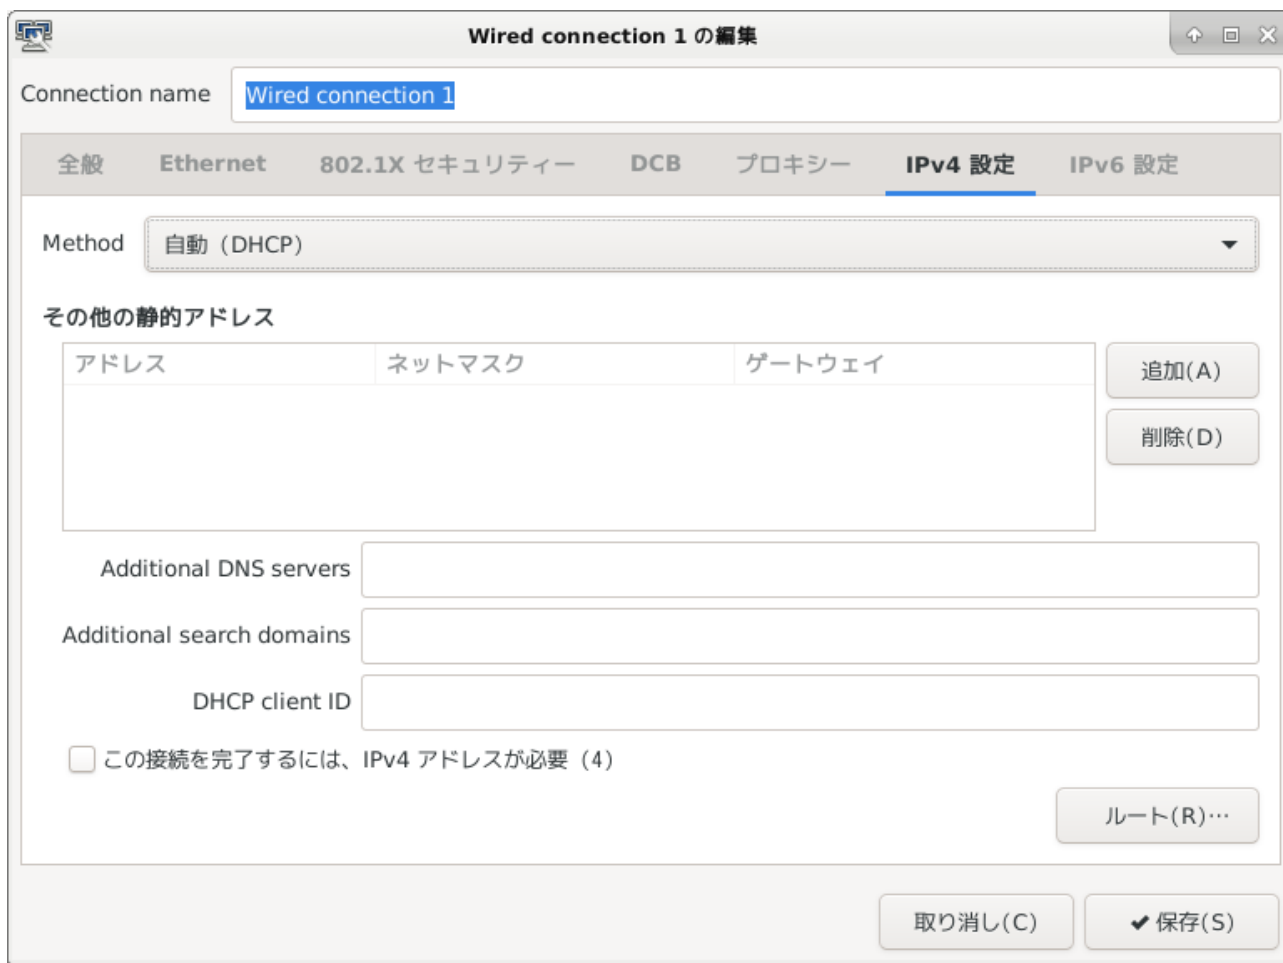 Wired connection 1 の編集
Connection name Wired connection 1
全般 Ethernet 802.1X セキュリティー DCB プロキシー IPv4 設定 IPv6 設定
Method 自動 (DHCP)
その他の静的アドレス
アドレス ネットマスク ゲートウェイ 追加(A)
削除(D)
Additional DNS servers
Additional search domains
DHCP client ID
この接続を完了するには、IPv4 アドレスが必要 (4)
ルート(R)…
取り消し(C) 保存(S)